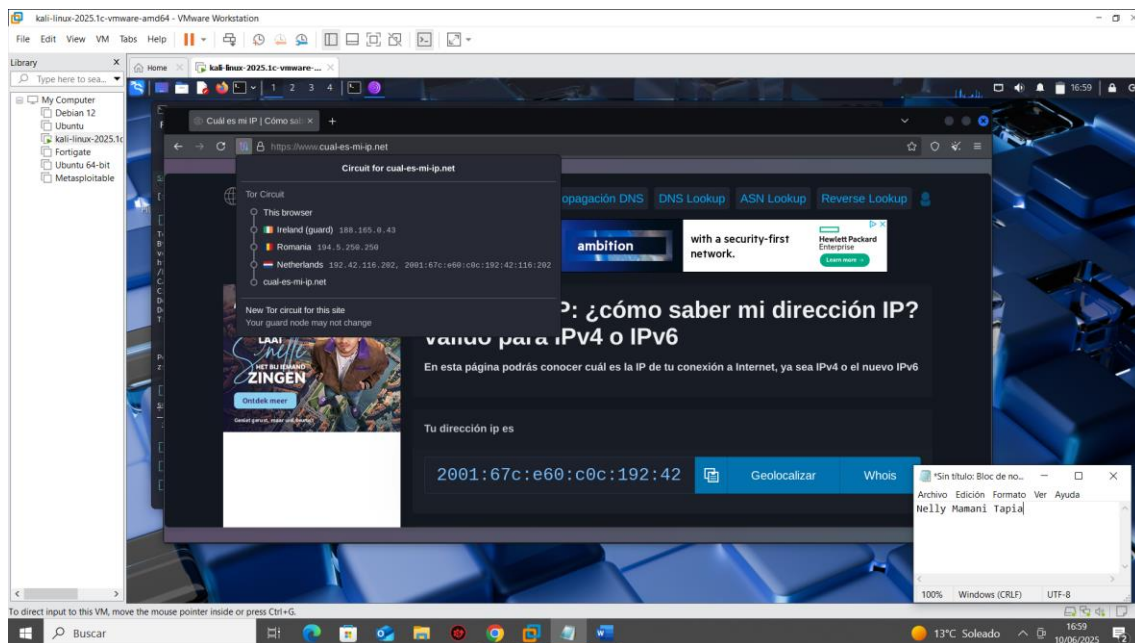 kali-linux-2025.1c-vmware-amd64 - VMware Workstation
File Edit View VM Tabs Help
Library
Type here to sea...
My Computer
Debian 12
Ubuntu
kali-linux-2025.1c
Fortigate
Ubuntu 64-bit
Metasploitable
Home
kali-linux-2025.1c-vmware-...
1 2 3 4
16:59
Cuál es mi IP | Cómo sab
https://www.cual-es-mi-ip.net
Circuit for cual-es-mi-ip.net
Tor Circuit
This browser
Ireland (guard) 188.165.0.43
Romania 194.5.250.250
Netherlands 192.42.116.202, 2001:67c:e60:c0c:192:42:116:202
cual-es-mi-ip.net
New Tor circuit for this site
Your guard node may not change
opagación DNS DNS Lookup ASN Lookup Reverse Lookup
ambition
with a security-first
network.
Hewlett Packard
Enterprise
Learn more →
P: ¿cómo saber mi dirección IP?
Válido para IPv4 o IPv6
En esta página podrás conocer cuál es la IP de tu conexión a Internet, ya sea IPv4 o el nuevo IPv6
LAAT
HET BIJ IEMAND
ZINGEN
Ontdek meer
Tu dirección ip es
2001:67c:e60:c0c:192:42
Geolocalizar
Whois
*Sin título: Bloc de no...
Archivo Edición Formato Ver Ayuda
Nelly Mamani Tapia
100% Windows (CRLF) UTF-8
To direct input to this VM, move the mouse pointer inside or press Ctrl+G.
Buscar
13°C Soleado
16:59
10/06/2025